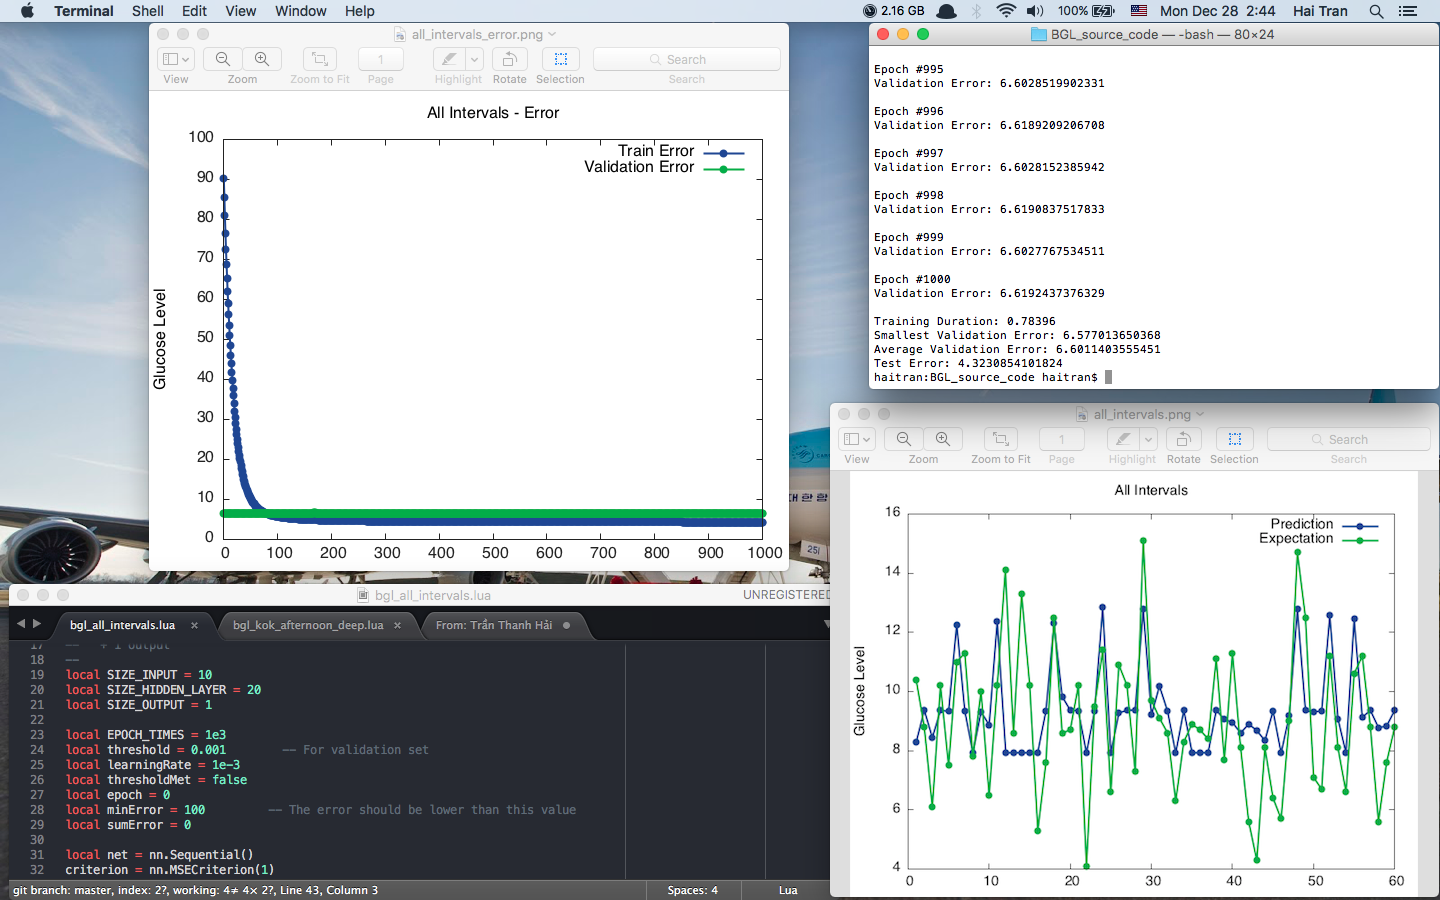 Terminal Shell Edit View Window Help 2.16 GB 100% Mon Dec 28 2:44 Hai Tran
all_intervals_error.png
1
Search
View Zoom Zoom to Fit Page Highlight Rotate Selection Search
All Intervals - Error
Train Error
Validation Error
Glucose Level
100
90
80
70
60
50
40
30
20
10
0
0 100 200 300 400 500 600 700 800 900 1000
BGL_source_code — -bash — 80×24
Epoch #995
Validation Error: 6.6028519902331
Epoch #996
Validation Error: 6.6189209206708
Epoch #997
Validation Error: 6.6028152385942
Epoch #998
Validation Error: 6.6190837517833
Epoch #999
Validation Error: 6.6027767534511
Epoch #1000
Validation Error: 6.6192437376329
Training Duration: 0.78396
Smallest Validation Error: 6.577013650368
Average Validation Error: 6.6011403555451
Test Error: 4.3230854101824
haitran:BGL_source_code haitran$
대한항
251
bgl_all_intervals.lua UNREGISTERED
bgl_all_intervals.lua × bgl_kok_afternoon_deep.lua × From: Trần Thanh Hải
17 -- + 1 output
18 --
19 local SIZE_INPUT = 10
20 local SIZE_HIDDEN_LAYER = 20
21 local SIZE_OUTPUT = 1
22
23 local EPOCH_TIMES = 1e3
24 local threshold = 0.001 -- For validation set
25 local learningRate = 1e-3
26 local thresholdMet = false
27 local epoch = 0
28 local minError = 100 -- The error should be lower than this value
29 local sumError = 0
30
31 local net = nn.Sequential()
32 criterion = nn.MSECriterion(1)
git branch: master, index: 2?, working: 4≠ 4× 2?, Line 43, Column 3 Spaces: 4 Lua
all_intervals.png
1
Search
View Zoom Zoom to Fit Page Highlight Rotate Selection Search
All Intervals
Prediction
Expectation
Glucose Level
16
14
12
10
8
6
4
0 10 20 30 40 50 60